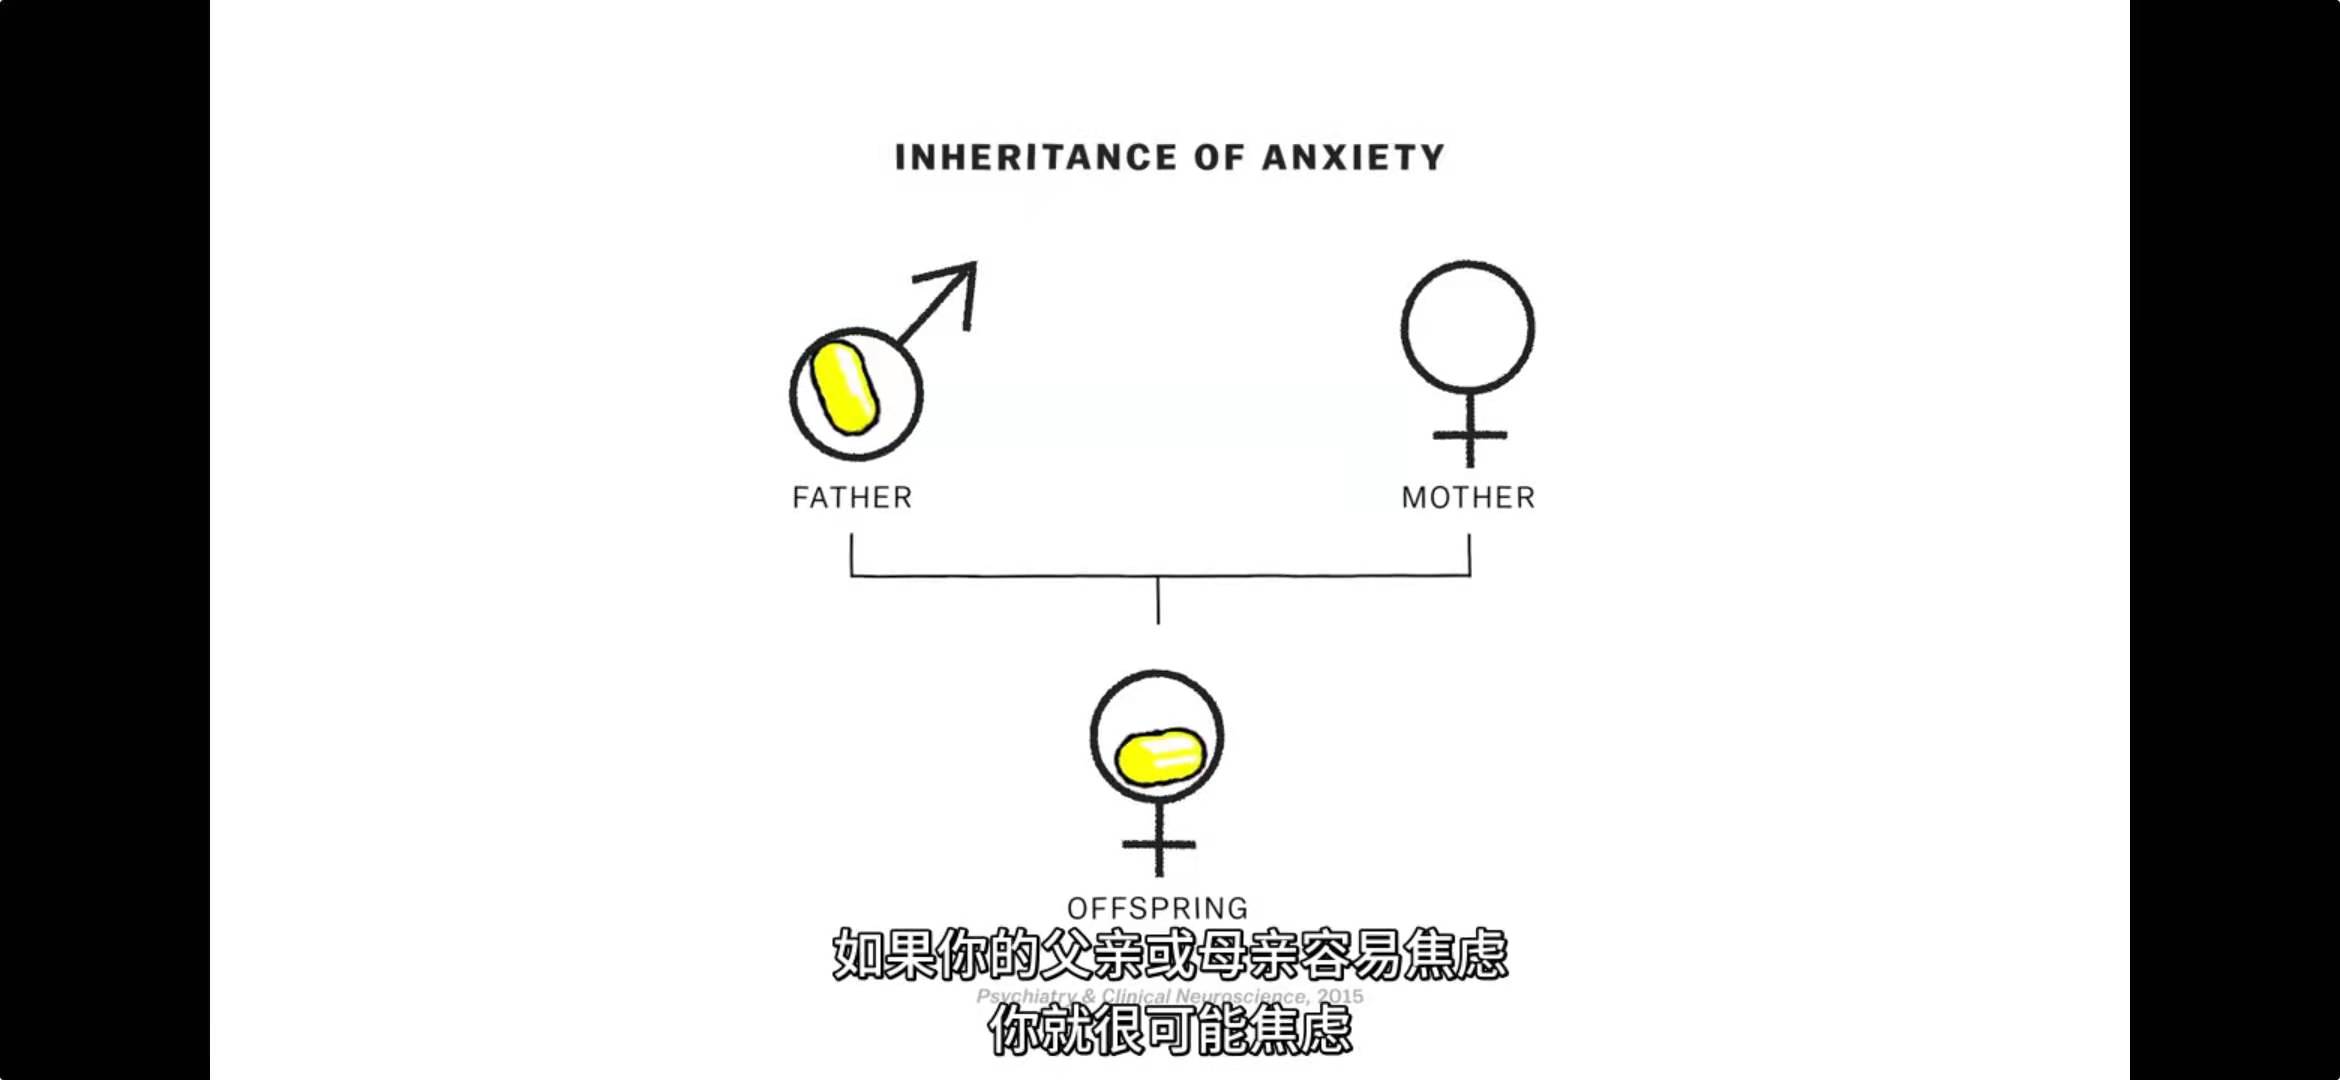 INHERITANCE OF ANXIETY
FATHER
MOTHER
OFFSPRING
如果你的父亲或母亲容易焦虑
Psychiatry & Clinical Neuroscience, 2015
你就很可能焦虑